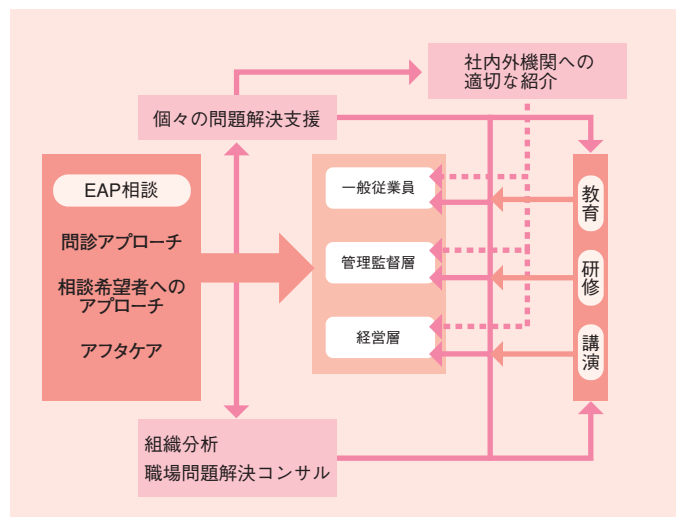 社内外機関への
適切な紹介
個々の問題解決支援
EAP相談
問診アプローチ
相談希望者への
アプローチ
アフタケア
一般従業員
管理監督層
経営層
教育
研修
講演
組織分析
職場問題解決コンサル